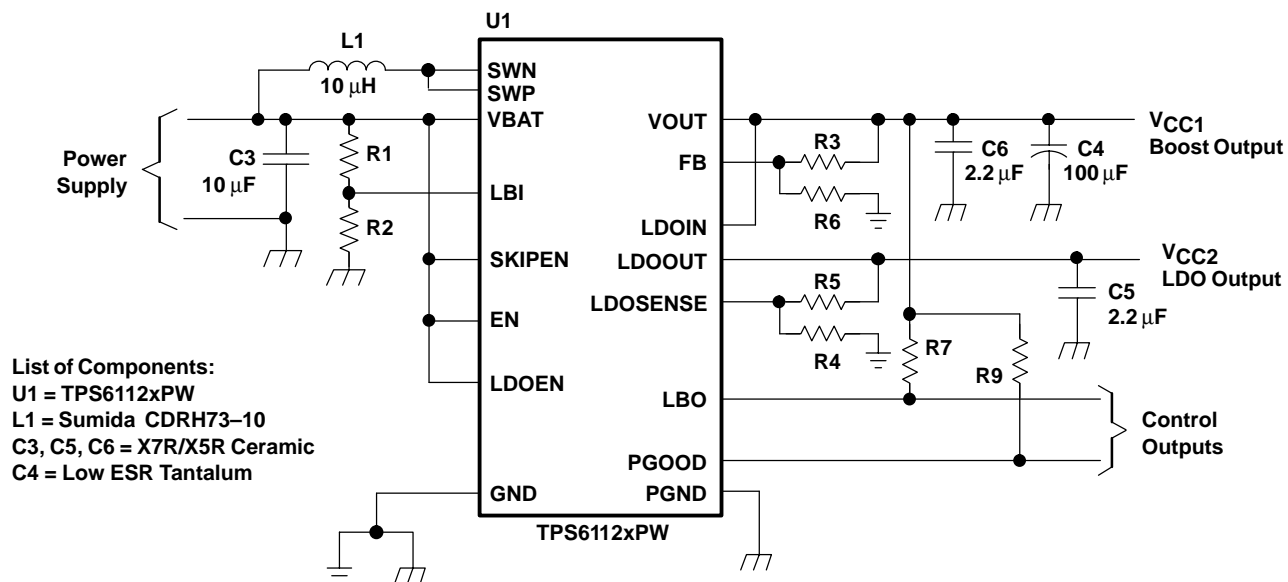 U1
L1
10 μH
SWN
SWP
VBAT
VOUT
VCC1
Boost Output
Power
Supply
C3
10 μF
R1
R3
C6
2.2 μF
C4
100 μF
FB
LBI
R2
R6
LDOIN
SKIPEN
LDOOUT
VCC2
LDO Output
R5
C5
2.2 μF
LDOSENSE
EN
R4
R7
R9
List of Components:
U1 = TPS6112xPW
L1 = Sumida CDRH73–10
C3, C5, C6 = X7R/X5R Ceramic
C4 = Low ESR Tantalum
LDOEN
LBO
Control
Outputs
PGOOD
GND
PGND
TPS6112xPW